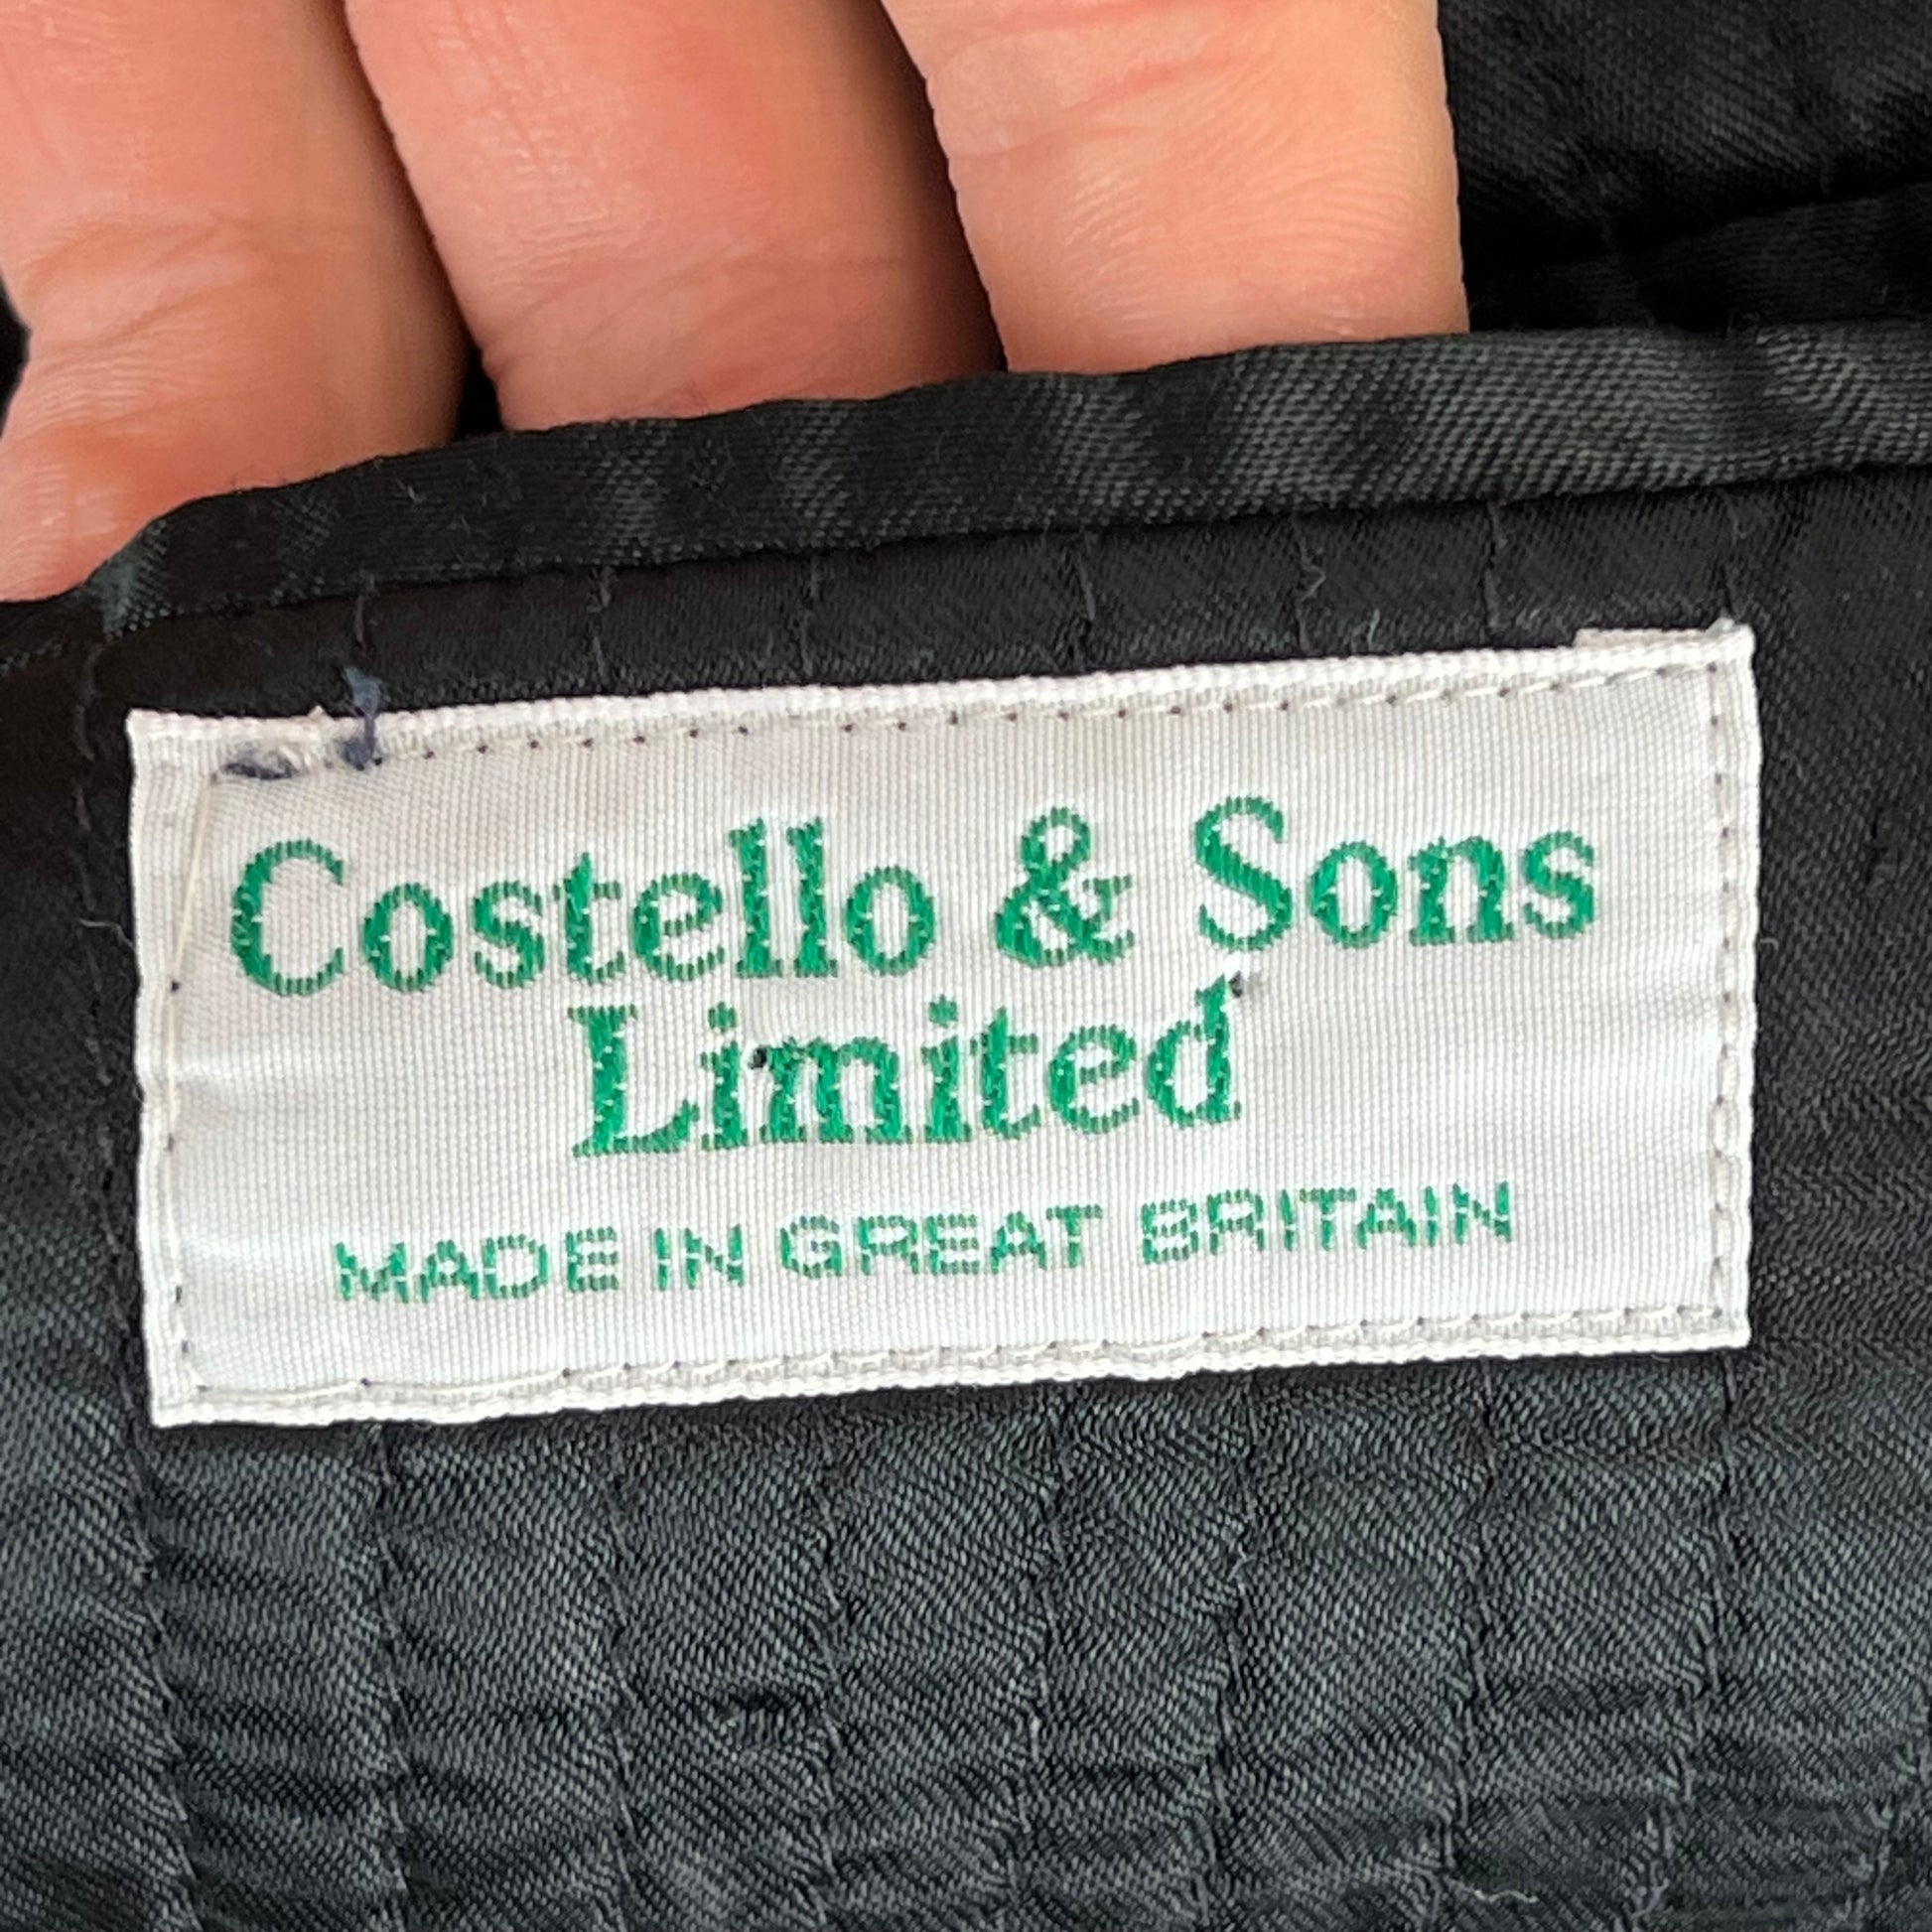 Costello & Sons
Limited
MADE IN GREAT BRITAIN